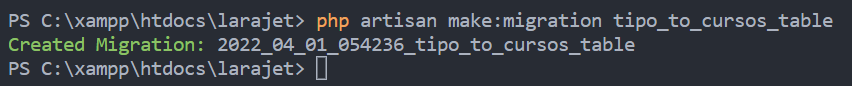 PS C:\xampp\htdocs\larajet> php artisan make:migration tipo_to_cursos_table
Created Migration: 2022_04_01_054236_tipo_to_cursos_table
PS C:\xampp\htdocs\larajet>